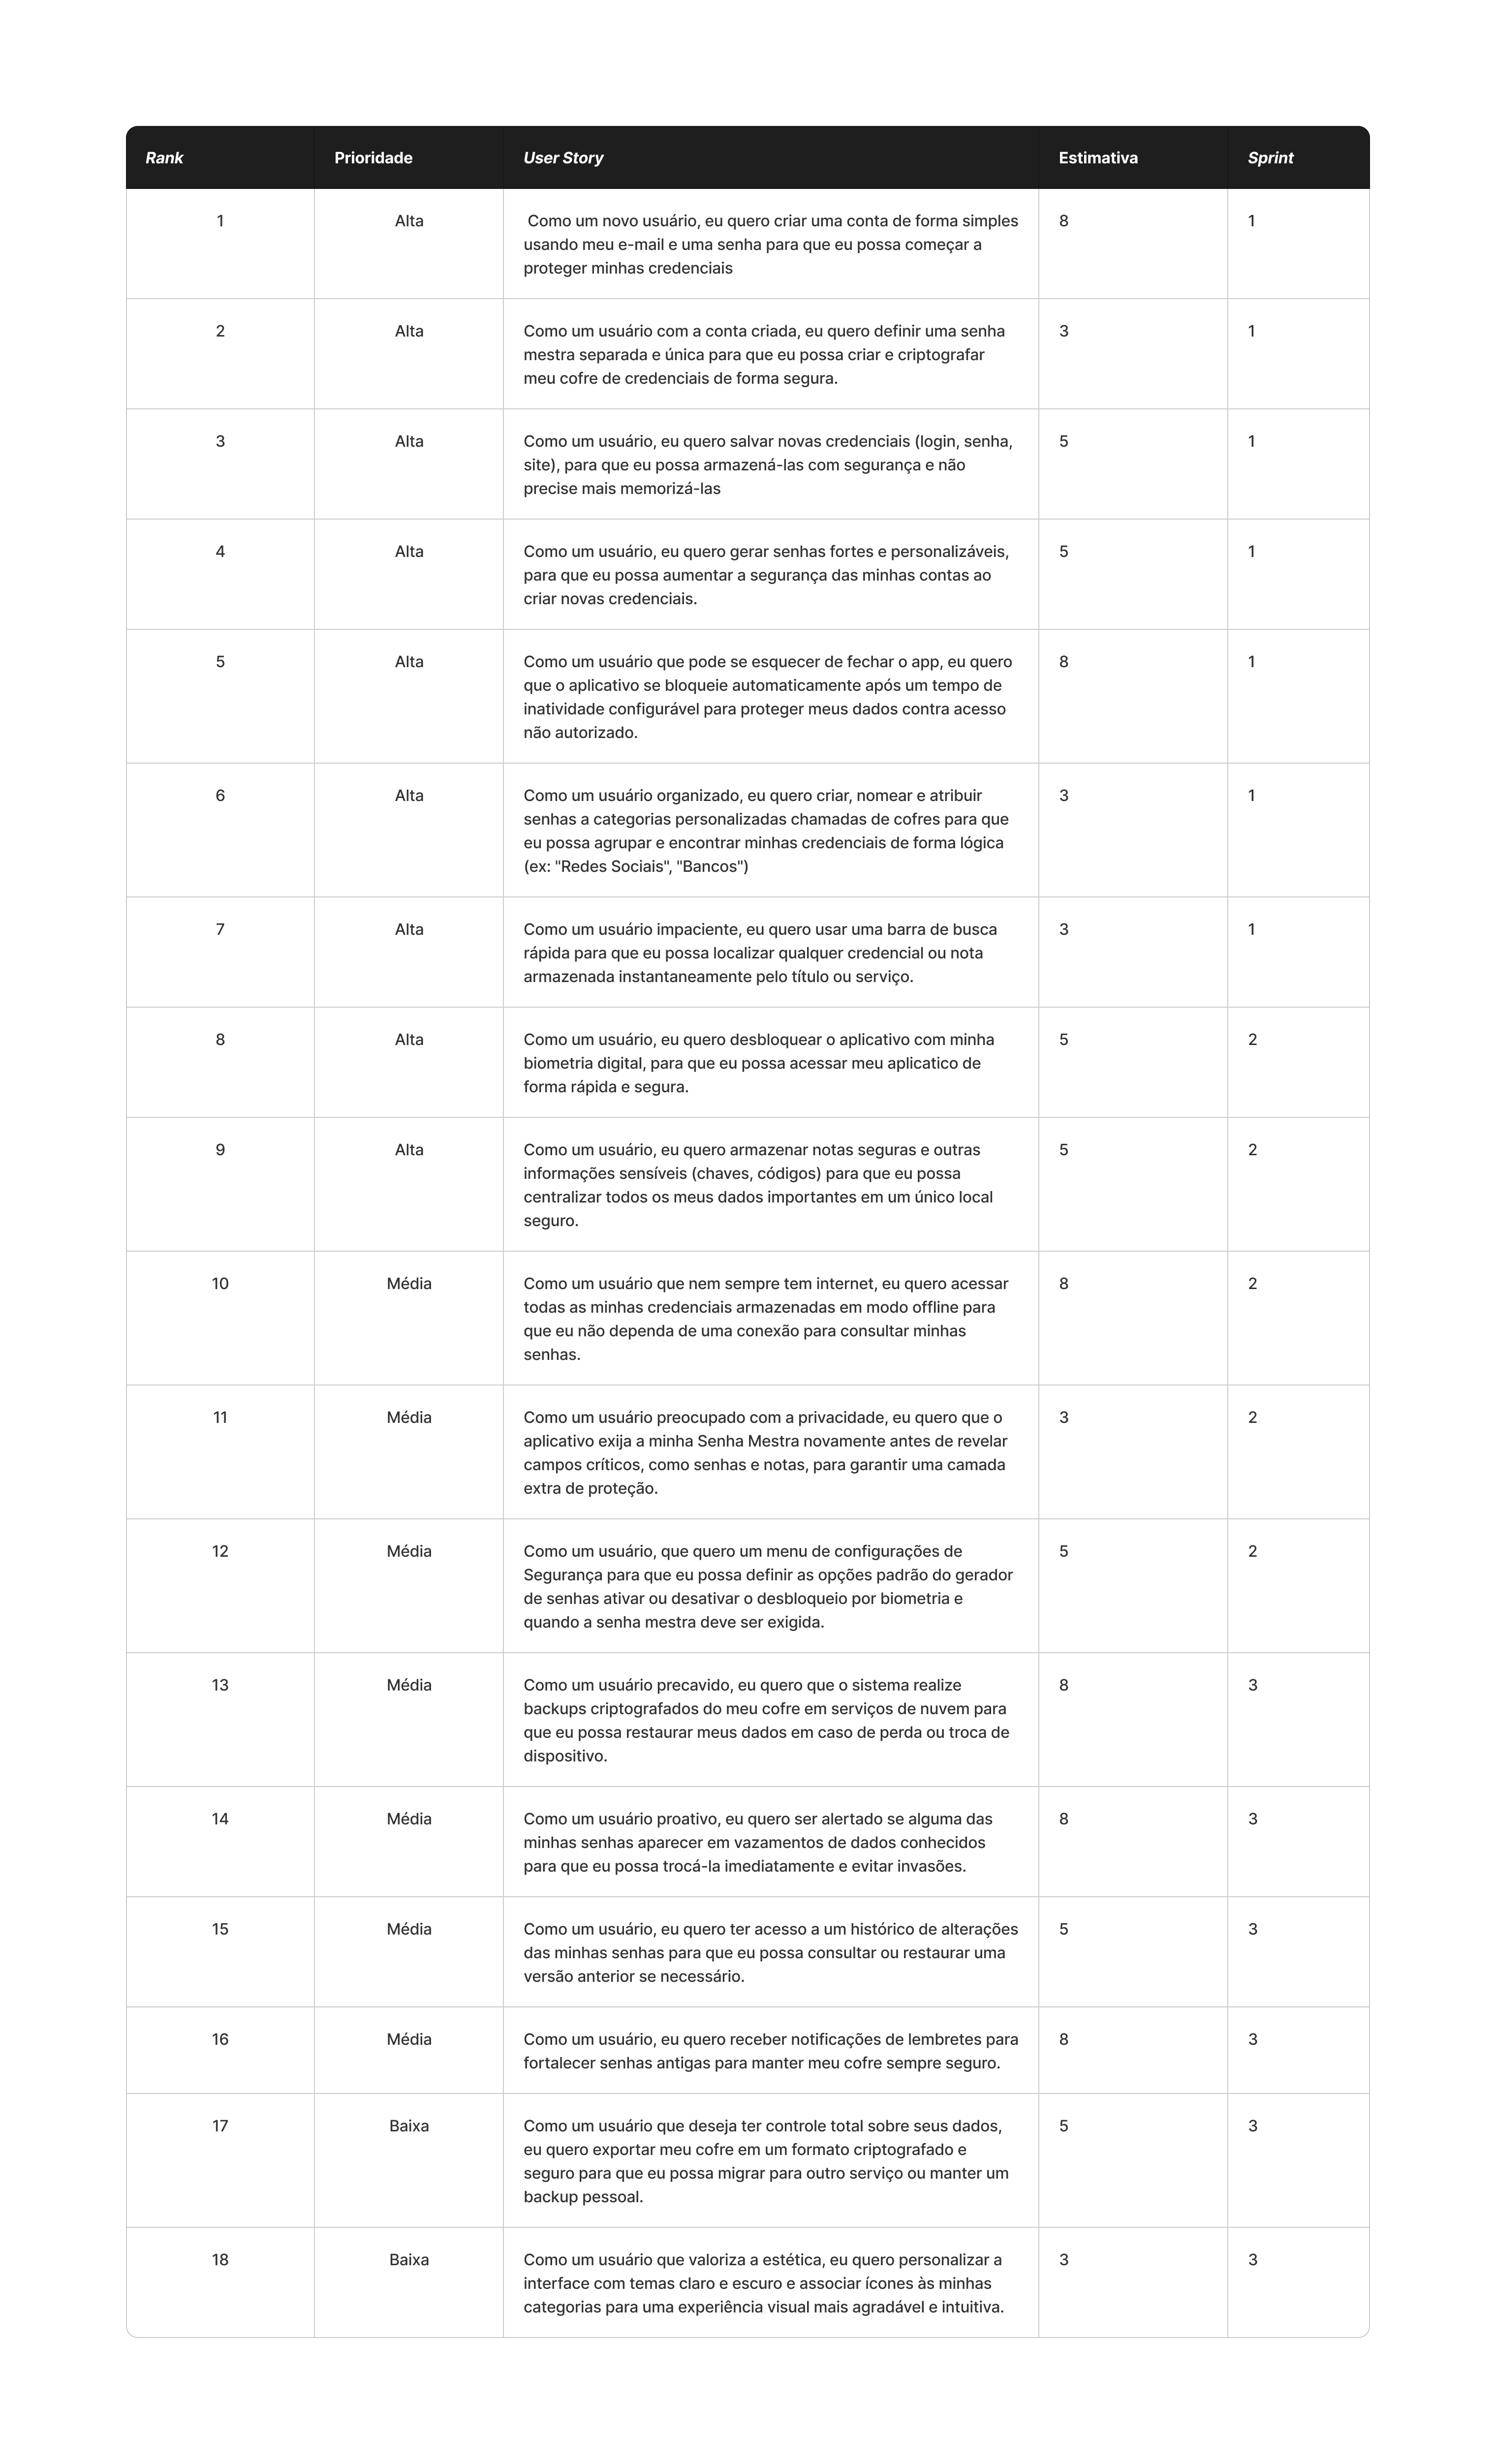 Rank Prioridade User Story Estimativa Sprint
1 Alta Como um novo usuário, eu quero criar uma conta de forma simples 8 1
usando meu e-mail e uma senha para que eu possa começar a
proteger minhas credenciais
2 Alta Como um usuário com a conta criada, eu quero definir uma senha 3 1
mestra separada e única para que eu possa criar e criptografar
meu cofre de credenciais de forma segura.
3 Alta Como um usuário, eu quero salvar novas credenciais (login, senha, 5 1
site), para que eu possa armazená-las com segurança e não
precise mais memorizá-las
4 Alta Como um usuário, eu quero gerar senhas fortes e personalizáveis, 5 1
para que eu possa aumentar a segurança das minhas contas ao
criar novas credenciais.
5 Alta Como um usuário que pode se esquecer de fechar o app, eu quero 8 1
que o aplicativo se bloqueie automaticamente após um tempo de
inatividade configurável para proteger meus dados contra acesso
não autorizado.
6 Alta Como um usuário organizado, eu quero criar, nomear e atribuir 3 1
senhas a categorias personalizadas chamadas de cofres para que
eu possa agrupar e encontrar minhas credenciais de forma lógica
(ex: "Redes Sociais", "Bancos")
7 Alta Como um usuário impaciente, eu quero usar uma barra de busca 3 1
rápida para que eu possa localizar qualquer credencial ou nota
armazenada instantaneamente pelo título ou serviço.
8 Alta Como um usuário, eu quero desbloquear o aplicativo com minha 5 2
biometria digital, para que eu possa acessar meu aplicatico de
forma rápida e segura.
9 Alta Como um usuário, eu quero armazenar notas seguras e outras 5 2
informações sensíveis (chaves, códigos) para que eu possa
centralizar todos os meus dados importantes em um único local
seguro.
10 Média Como um usuário que nem sempre tem internet, eu quero acessar 8 2
todas as minhas credenciais armazenadas em modo offline para
que eu não dependa de uma conexão para consultar minhas
senhas.
11 Média Como um usuário preocupado com a privacidade, eu quero que o 3 2
aplicativo exija a minha Senha Mestra novamente antes de revelar
campos críticos, como senhas e notas, para garantir uma camada
extra de proteção.
12 Média Como um usuário, que quero um menu de configurações de 5 2
Segurança para que eu possa definir as opções padrão do gerador
de senhas ativar ou desativar o desbloqueio por biometria e
quando a senha mestra deve ser exigida.
13 Média Como um usuário precavido, eu quero que o sistema realize 8 3
backups criptografados do meu cofre em serviços de nuvem para
que eu possa restaurar meus dados em caso de perda ou troca de
dispositivo.
14 Média Como um usuário proativo, eu quero ser alertado se alguma das 8 3
minhas senhas aparecer em vazamentos de dados conhecidos
para que eu possa trocá-la imediatamente e evitar invasões.
15 Média Como um usuário, eu quero ter acesso a um histórico de alterações 5 3
das minhas senhas para que eu possa consultar ou restaurar uma
versão anterior se necessário.
16 Média Como um usuário, eu quero receber notificações de lembretes para 8 3
fortalecer senhas antigas para manter meu cofre sempre seguro.
17 Baixa Como um usuário que deseja ter controle total sobre seus dados, 5 3
eu quero exportar meu cofre em um formato criptografado e
seguro para que eu possa migrar para outro serviço ou manter um
backup pessoal.
18 Baixa Como um usuário que valoriza a estética, eu quero personalizar a 3 3
interface com temas claro e escuro e associar ícones às minhas
categorias para uma experiência visual mais agradável e intuitiva.